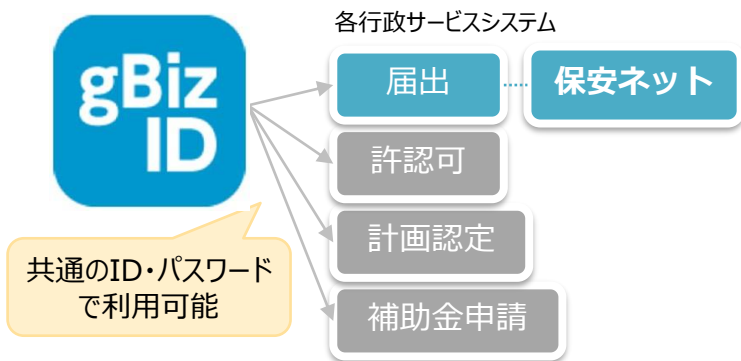 gBiz
ID
各行政サービスシステム
届出
保安ネット
許認可
計画認定
補助金申請
共通のID・パスワード
で利用可能